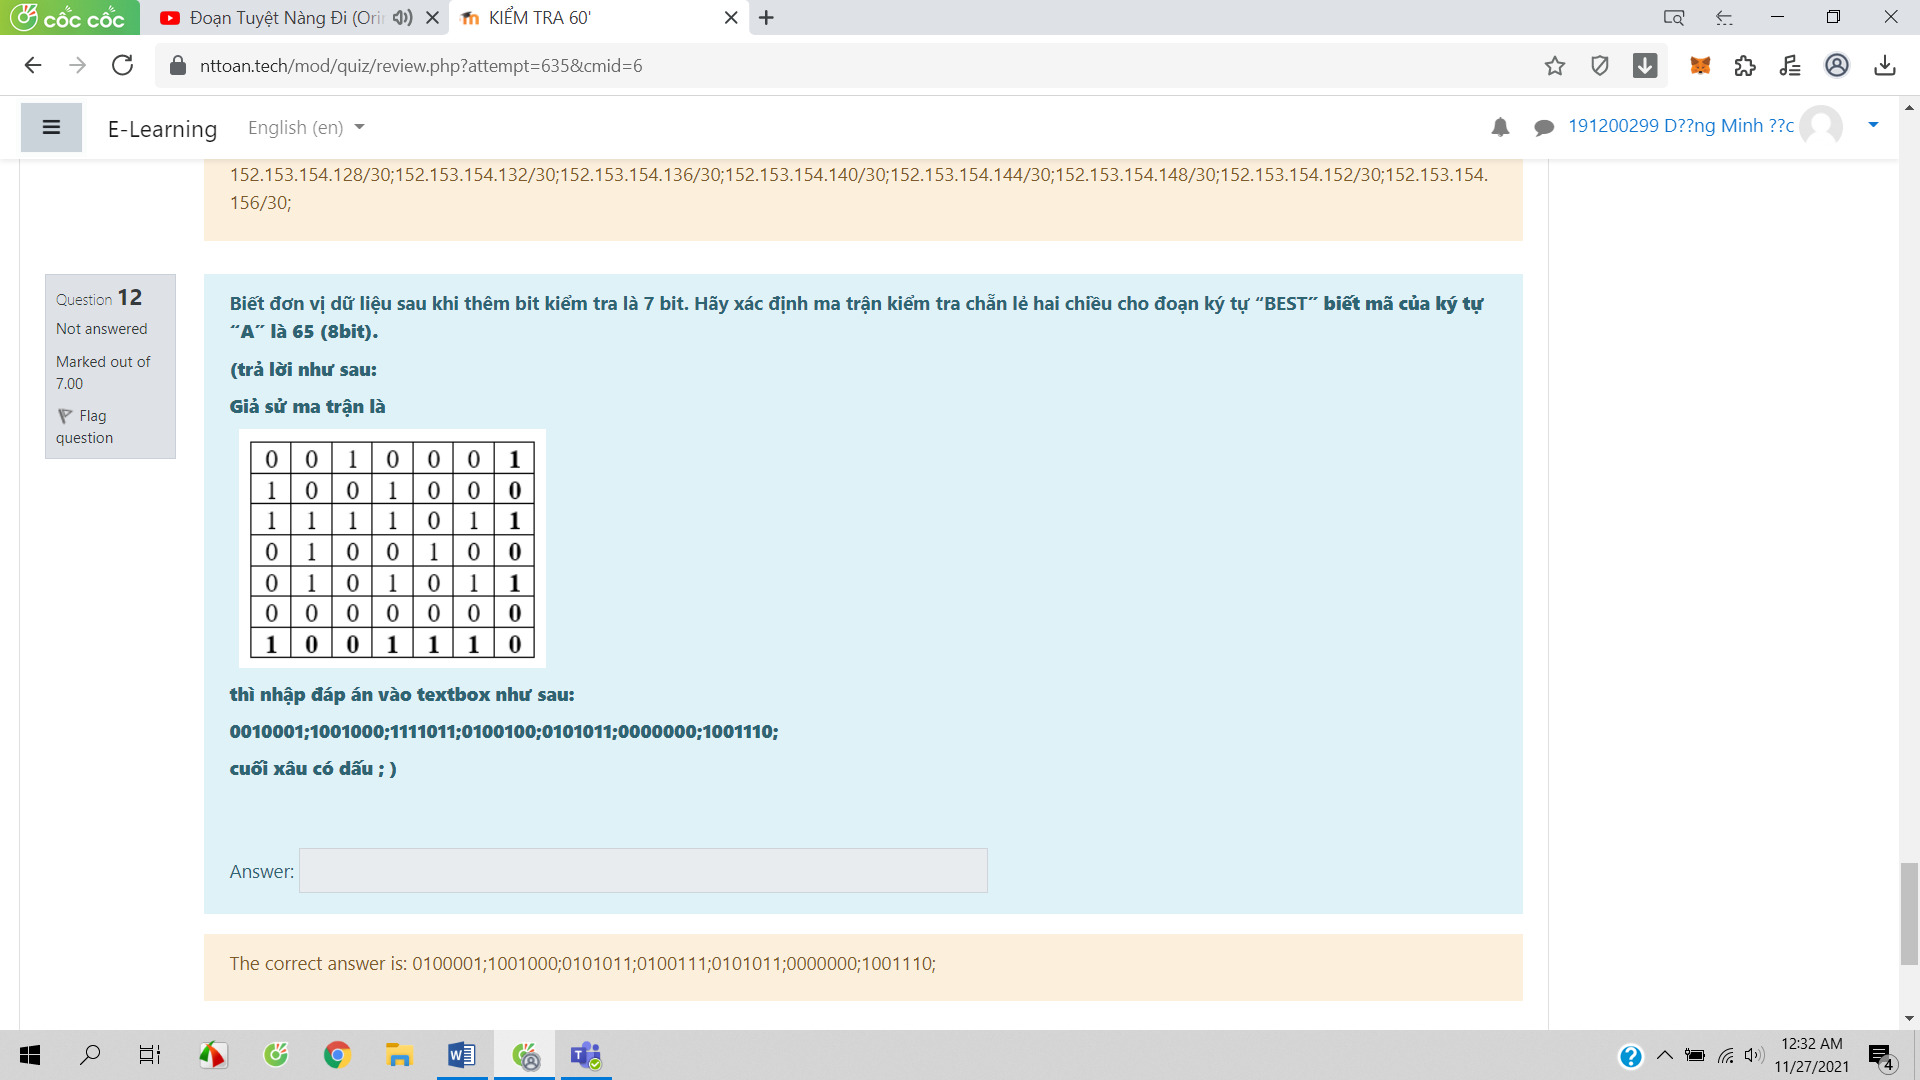 cốc cốc
Đoạn Tuyệt Nàng Đi (Ori
KIỂM TRA 60'
nttoan.tech/mod/quiz/review.php?attempt=635&cmid=6
E-Learning
English (en)
191200299 D??ng Minh ??c
152.153.154.128/30;152.153.154.132/30;152.153.154.136/30;152.153.154.140/30;152.153.154.144/30;152.153.154.148/30;152.153.154.152/30;152.153.154.
156/30;
Question 12
Not answered
Marked out of
7.00
Flag
question
Biết đơn vị dữ liệu sau khi thêm bit kiểm tra là 7 bit. Hãy xác định ma trận kiểm tra chẵn lẻ hai chiều cho đoạn ký tự “BEST” biết mã của ký tự
“A” là 65 (8bit).
(trả lời như sau:
Giả sử ma trận là
0 0 1 0 0 0 1
1 0 0 1 0 0 0
1 1 1 1 0 1 1
0 1 0 0 1 0 0
0 1 0 1 0 1 1
0 0 0 0 0 0 0
1 0 0 1 1 1 0
thì nhập đáp án vào textbox như sau:
0010001;1001000;1111011;0100100;0101011;0000000;1001110;
cuối xâu có dấu ; )
Answer:
The correct answer is: 0100001;1001000;0101011;0100111;0101011;0000000;1001110;
12:32 AM
11/27/2021
4